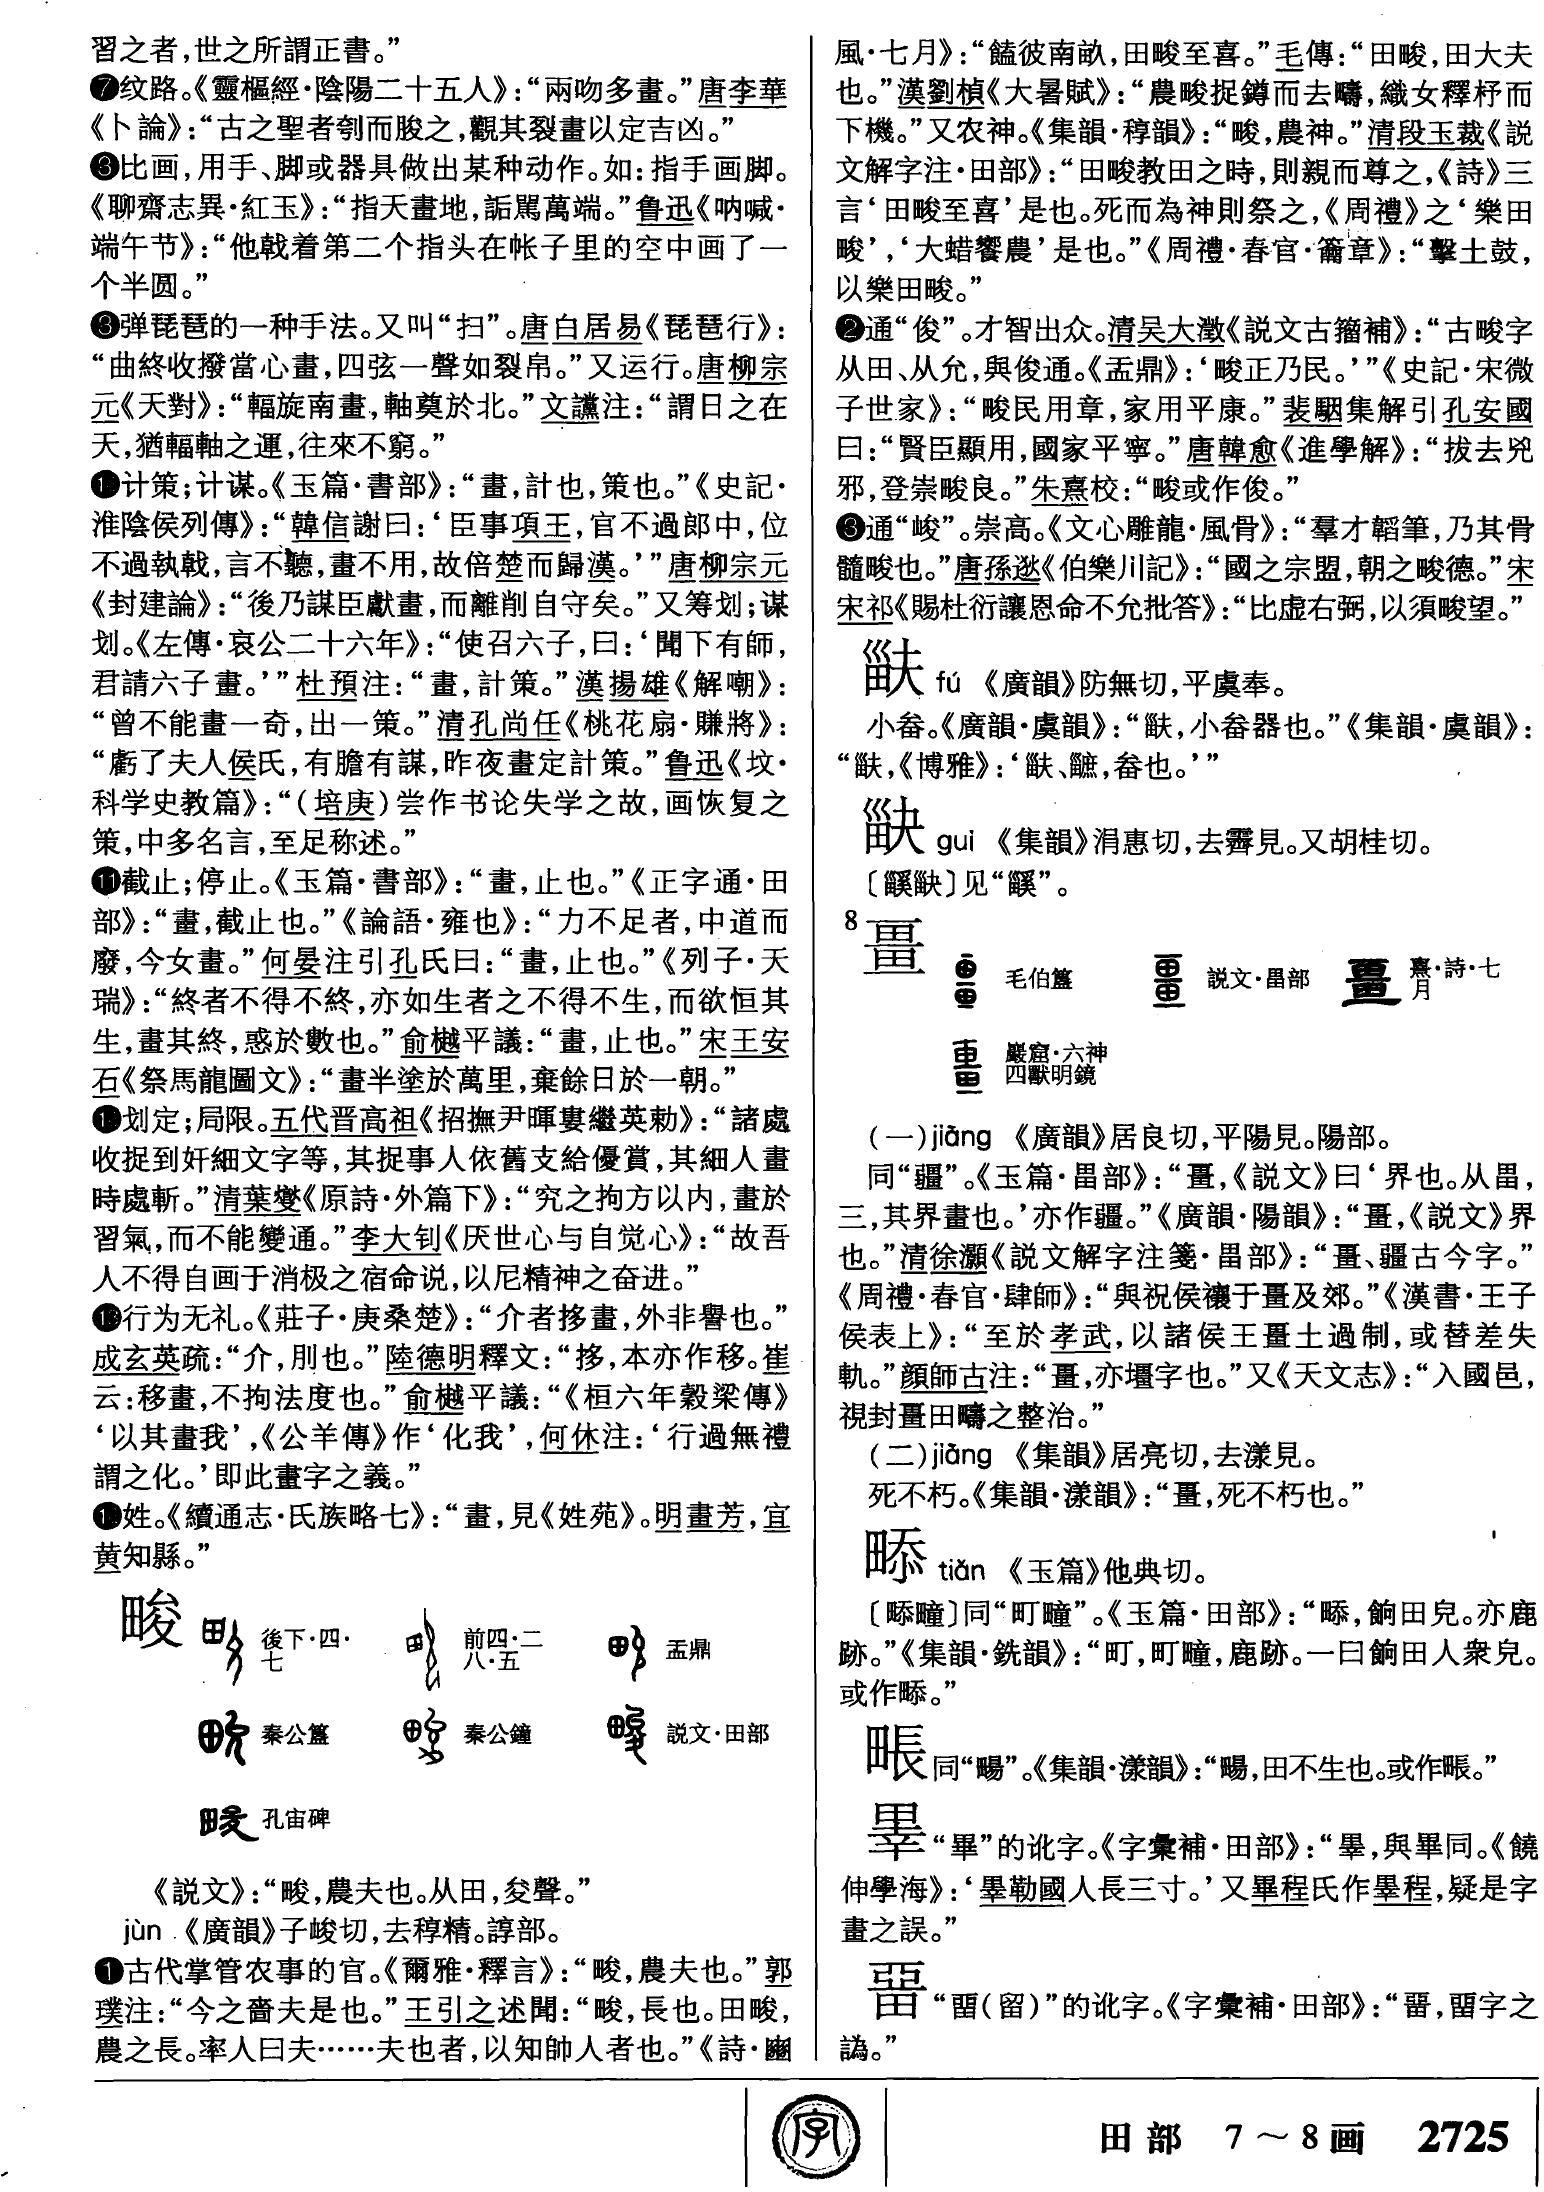 習之者，世之所謂正書。”
❼纹路。《靈樞經·陰陽二十五人》：“兩吻多畫。”唐李華
《卜論》：“古之聖者刳而朘之，觀其裂畫以定吉凶。”
❽比画，用手、脚或器具做出某种动作。如：指手画脚。
《聊齋志異·紅玉》：“指天畫地，詬駡萬端。”鲁迅《呐喊·
端午节》：“他戟着第二个指头在帐子里的空中画了一
个半圆。”
弹琵琶的一种手法。又叫“扫”。唐白居易《琵琶行》：
“曲終收撥當心畫，四弦一聲如裂帛。”又运行。唐柳宗
元《天對》：“輻旋南畫，軸奠於北。”文讜注：“謂日之在
天，猶輻軸之運，往來不窮。”
计策；计谋。《玉篇·書部》：“畫，計也，策也。”《史記·
淮陰侯列傳》：“韓信謝曰：‘臣事項王，官不過郎中，位
不過執戟，言不聽，畫不用，故倍楚而歸漢。’”唐柳宗元
《封建論》：“後乃謀臣獻畫，而離削自守矣。”又筹划；谋
划。《左傳·哀公二十六年》：“使召六子，曰：‘聞下有師，
君請六子畫。’”杜預注：“畫，計策。”漢揚雄《解嘲》：
“曾不能畫一奇，出一策。”清孔尚任《桃花扇·賺將》：
“虧了夫人侯氏，有膽有謀，昨夜畫定計策。”鲁迅《坟·
科学史教篇》：“（培庚）尝作书论失学之故，画恢复之
策，中多名言，至足称述。”
⓫截止；停止。《玉篇·書部》：“畫，止也。”《正字通·田
部》：“畫，截止也。”《論語·雍也》：“力不足者，中道而
廢，今女畫。”何晏注引孔氏曰：“畫，止也。”《列子·天
瑞》：“終者不得不終，亦如生者之不得不生，而欲恒其
生，畫其終，惑於數也。”俞樾平議：“畫，止也。”宋王安
石《祭馬龍圖文》：“畫半塗於萬里，棄餘日於一朝。”
划定；局限。五代晋高祖《招撫尹暉婁繼英勅》：“諸處
收捉到奸細文字等，其捉事人依舊支給優賞，其細人畫
時處斬。”清葉燮《原詩·外篇下》：“究之拘方以内，畫於
習氣，而不能變通。”李大钊《厌世心与自觉心》：“故吾
人不得自画于消极之宿命说，以尼精神之奋进。”
行为无礼。《莊子·庚桑楚》：“介者拸畫，外非譽也。”
成玄英疏：“介，刖也。”陸德明釋文：“拸，本亦作移。崔
云：移畫，不拘法度也。”俞樾平議：“《桓六年穀梁傳》
‘以其畫我’，《公羊傳》作‘化我’，何休注：‘行過無禮
謂之化。’即此畫字之義。”
姓。《續通志·氏族略七》：“畫，見《姓苑》。明畫芳，宜
黄知縣。”
畯
後下·四·七
前四·二八·五
盂鼎
秦公簋
秦公鐘
説文·田部
孔宙碑
《説文》：“畯，農夫也。从田，夋聲。”
jùn 《廣韻》子峻切，去稕精。諄部。
❶古代掌管农事的官。《爾雅·釋言》：“畯，農夫也。”郭
璞注：“今之嗇夫是也。”王引之述聞：“畯，長也。田畯，
農之長。率人曰夫……夫也者，以知帥人者也。”《詩·豳
風·七月》：“饁彼南畝，田畯至喜。”毛傳：“田畯，田大夫
也。”漢劉楨《大暑賦》：“農畯捉鎛而去疇，織女釋杼而
下機。”又农神。《集韻·稕韻》：“畯，農神。”清段玉裁《説
文解字注·田部》：“田畯教田之時，則親而尊之，《詩》三
言‘田畯至喜’是也。死而為神則祭之，《周禮》之‘樂田
畯’，‘大蜡饗農’是也。”《周禮·春官·籥章》：“擊土鼓，
以樂田畯。”
❷通“俊”。才智出众。清吴大澂《説文古籀補》：“古畯字
从田、从允，與俊通。《盂鼎》：‘畯正乃民。’”《史記·宋微
子世家》：“畯民用章，家用平康。”裴駰集解引孔安國
曰：“賢臣顯用，國家平寧。”唐韓愈《進學解》：“拔去兇
邪，登崇畯良。”朱熹校：“畯或作俊。”
❸通“峻”。崇高。《文心雕龍·風骨》：“羣才韜筆，乃其骨
髓畯也。”唐孫逖《伯樂川記》：“國之宗盟，朝之畯德。”宋
宋祁《賜杜衍讓恩命不允批答》：“比虚右弼，以須畯望。”
fú 《廣韻》防無切，平虞奉。
小畚。《廣韻·虞韻》：“，小畚器也。”《集韻·虞韻》：
“，《博雅》：‘、，畚也。’”
gui 《集韻》涓惠切，去霽見。又胡桂切。
〔〕见“”。
8 畺
毛伯簋
説文·畕部
熹·詩·七月
巖窟·六神四獸明鏡
（一）jiāng 《廣韻》居良切，平陽見。陽部。
同“疆”。《玉篇·畕部》：“畺，《説文》曰‘界也。从畕，
三，其界畫也。’亦作疆。”《廣韻·陽韻》：“畺，《説文》界
也。”清徐灝《説文解字注箋·畕部》：“畺、疆古今字。”
《周禮·春官·肆師》：“與祝侯禳于畺及郊。”《漢書·王子
侯表上》：“至於孝武，以諸侯王畺土過制，或替差失
軌。”顔師古注：“畺，亦壃字也。”又《天文志》：“入國邑，
視封畺田疇之整治。”
（二）jiāng 《集韻》居亮切，去漾見。
死不朽。《集韻·漾韻》：“畺，死不朽也。”
㖭 tiǎn 《玉篇》他典切。
〔疃〕同“町疃”。《玉篇·田部》：“，餉田皃。亦鹿
跡。”《集韻·銑韻》：“町，町疃，鹿跡。一曰餉田人衆皃。
或作。”
同“畼”。《集韻·漾韻》：“畼，田不生也。或作。”
“畢”的讹字。《字彙補·田部》：“，與畢同。《饒
伸學海》：‘勒國人長三寸。’又畢程氏作程，疑是字
畫之誤。”
“畱（留）”的讹字。《字彙補·田部》：“，畱字之
譌。”
字
田部 7～8画 2725